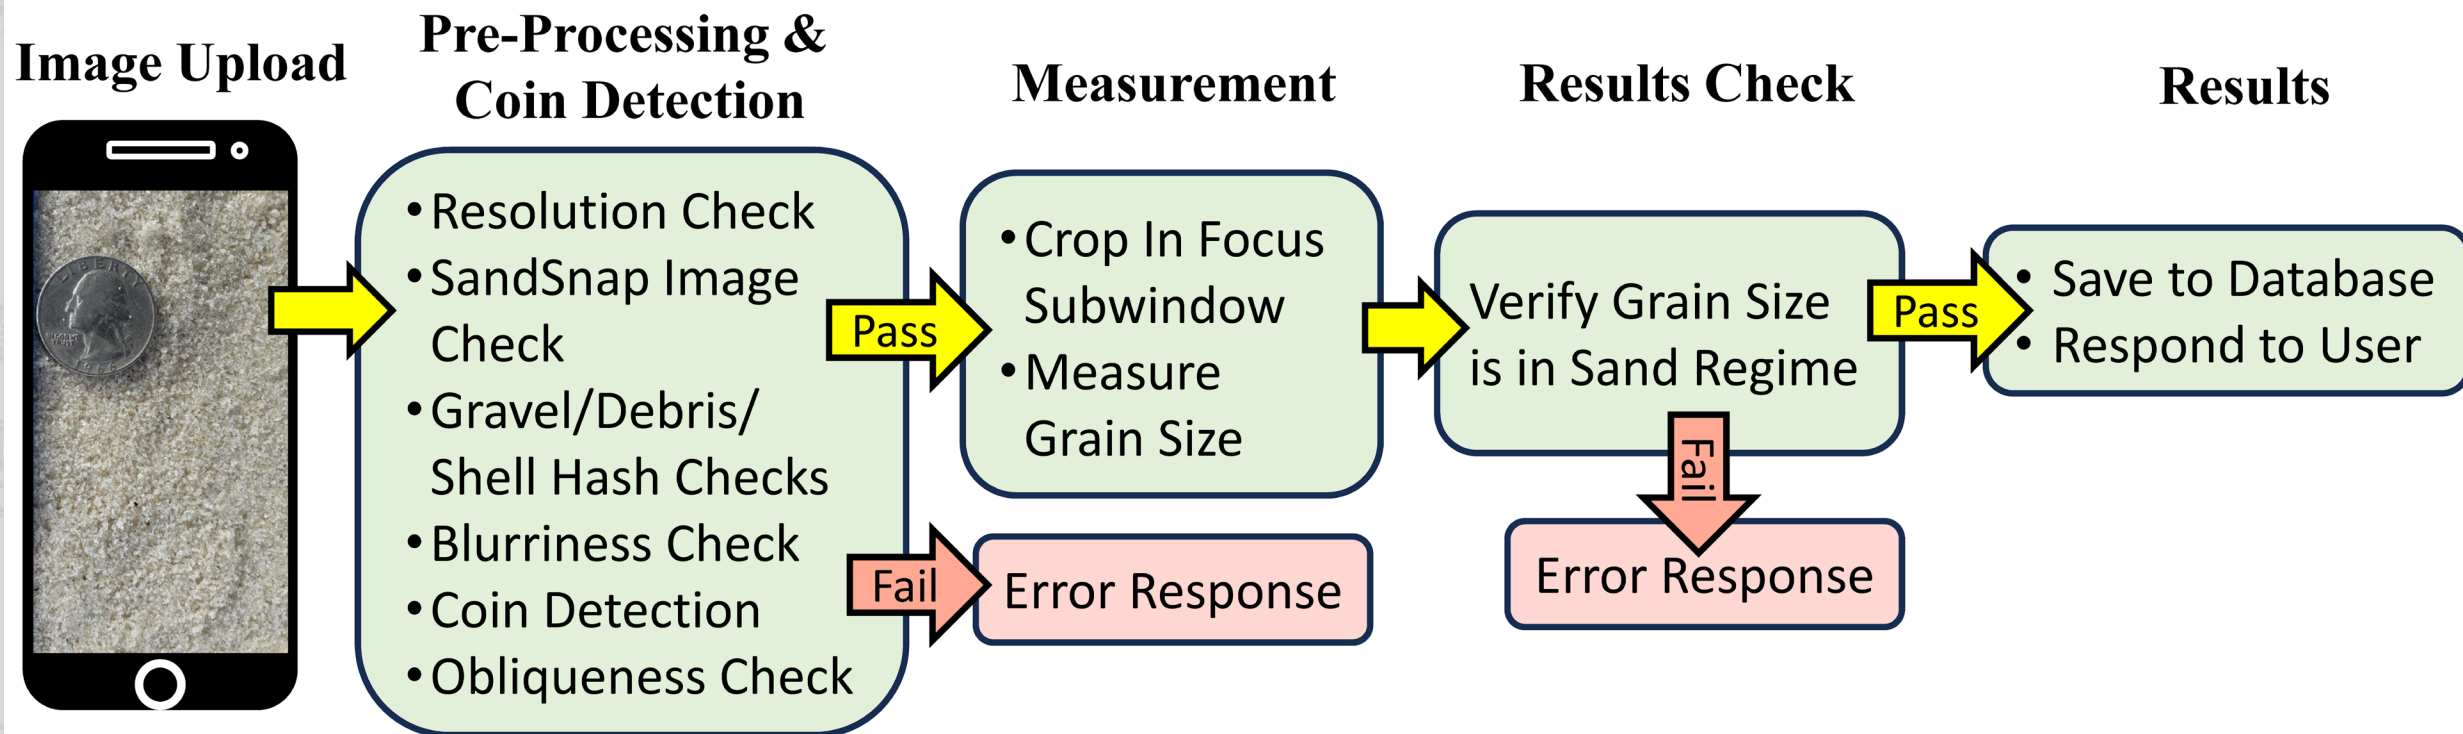 Image Upload
Pre-Processing &
Coin Detection
Measurement
Results Check
Results
LIBERTY
• Resolution Check
• SandSnap Image
Check
• Gravel/Debris/
Shell Hash Checks
• Blurriness Check
• Coin Detection
• Obliqueness Check
Pass
Fail
• Crop In Focus
Subwindow
• Measure
Grain Size
Error Response
Verify Grain Size
is in Sand Regime
Fail
Error Response
Pass
• Save to Database
• Respond to User